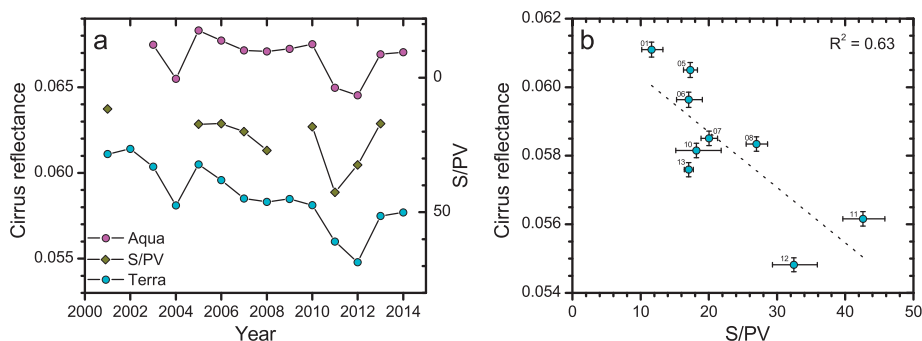 a
0.065
0.060
0.055
Cirrus reflectance
0
50
S/PV
Aqua
S/PV
Terra
2000 2002 2004 2006 2008 2010 2012 2014
Year
b
R² = 0.63
0.062
0.060
0.058
0.056
0.054
Cirrus reflectance
01
05
06
07
08
10
13
11
12
0 10 20 30 40 50
S/PV